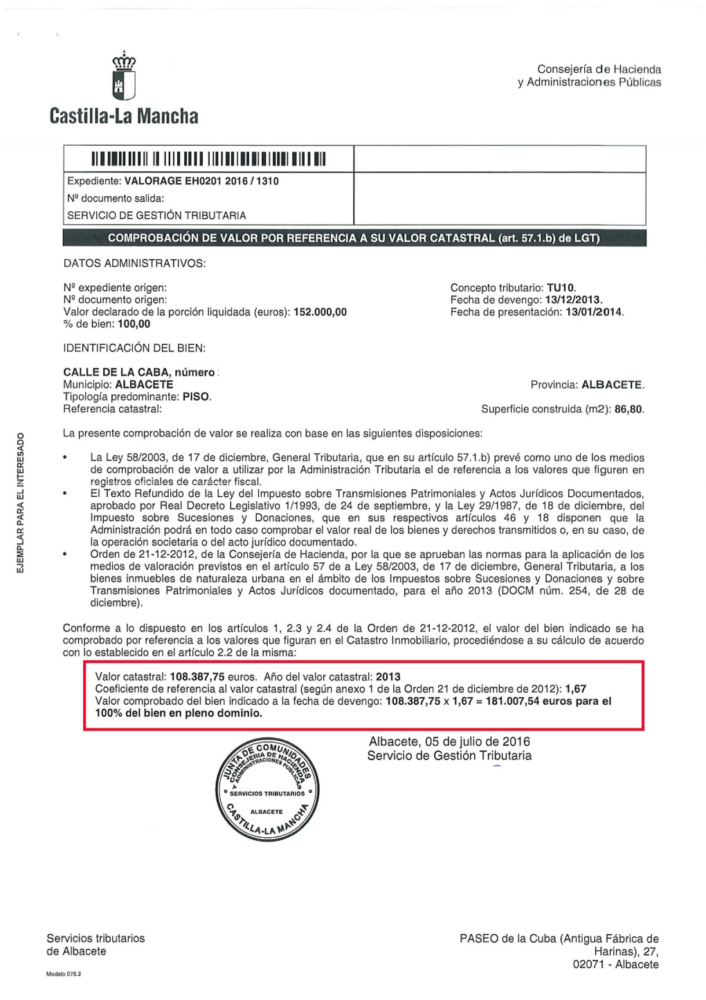 Consejería de Hacienda
y Administraciones Públicas
Castilla-La Mancha
Expediente: VALORAGE EH0201 2016 / 1310
Nº documento salida:
SERVICIO DE GESTIÓN TRIBUTARIA
COMPROBACIÓN DE VALOR POR REFERENCIA A SU VALOR CATASTRAL (art. 57.1.b) de LGT)
DATOS ADMINISTRATIVOS:
Nº expediente origen:
Concepto tributario: TU10.
Nº documento origen:
Fecha de devengo: 13/12/2013.
Valor declarado de la porción liquidada (euros): 152.000,00
Fecha de presentación: 13/01/2014.
% de bien: 100,00
IDENTIFICACIÓN DEL BIEN:
CALLE DE LA CABA, número
Municipio: ALBACETE
Provincia: ALBACETE.
Tipología predominante: PISO.
Referencia catastral:
Superficie construida (m2): 86,80.
La presente comprobación de valor se realiza con base en las siguientes disposiciones:
• La Ley 58/2003, de 17 de diciembre, General Tributaria, que en su artículo 57.1.b) prevé como uno de los medios
de comprobación de valor a utilizar por la Administración Tributaria el de referencia a los valores que figuren en
registros oficiales de carácter fiscal.
• El Texto Refundido de la Ley del Impuesto sobre Transmisiones Patrimoniales y Actos Jurídicos Documentados,
aprobado por Real Decreto Legislativo 1/1993, de 24 de septiembre, y la Ley 29/1987, de 18 de diciembre, del
Impuesto sobre Sucesiones y Donaciones, que en sus respectivos artículos 46 y 18 disponen que la
Administración podrá en todo caso comprobar el valor real de los bienes y derechos transmitidos o, en su caso, de
la operación societaria o del acto jurídico documentado.
• Orden de 21-12-2012, de la Consejería de Hacienda, por la que se aprueban las normas para la aplicación de los
medios de valoración previstos en el artículo 57 de a Ley 58/2003, de 17 de diciembre, General Tributaria, a los
bienes inmuebles de naturaleza urbana en el ámbito de los Impuestos sobre Sucesiones y Donaciones y sobre
Transmisiones Patrimoniales y Actos Jurídicos documentado, para el año 2013 (DOCM núm. 254, de 28 de
diciembre).
Conforme a lo dispuesto en los artículos 1, 2.3 y 2.4 de la Orden de 21-12-2012, el valor del bien indicado se ha
comprobado por referencia a los valores que figuran en el Catastro Inmobiliario, procediéndose a su cálculo de acuerdo
con lo establecido en el artículo 2.2 de la misma:
Valor catastral: 108.387,75 euros. Año del valor catastral: 2013
Coeficiente de referencia al valor catastral (según anexo 1 de la Orden 21 de diciembre de 2012): 1,67
Valor comprobado del bien indicado a la fecha de devengo: 108.387,75 x 1,67 = 181.007,54 euros para el
100% del bien en pleno dominio.
Albacete, 05 de julio de 2016
Servicio de Gestión Tributaria
JUNTA DE COMUNIDADES
CONSEJERIA DE HACIENDA
Y ADMINISTRACIONES PUBLICAS
SERVICIOS TRIBUTARIOS
ALBACETE
CASTILLA-LA MANCHA
EJEMPLAR PARA EL INTERESADO
Servicios tributarios
de Albacete
Modelo 075.2
PASEO de la Cuba (Antigua Fábrica de
Harinas), 27,
02071 - Albacete